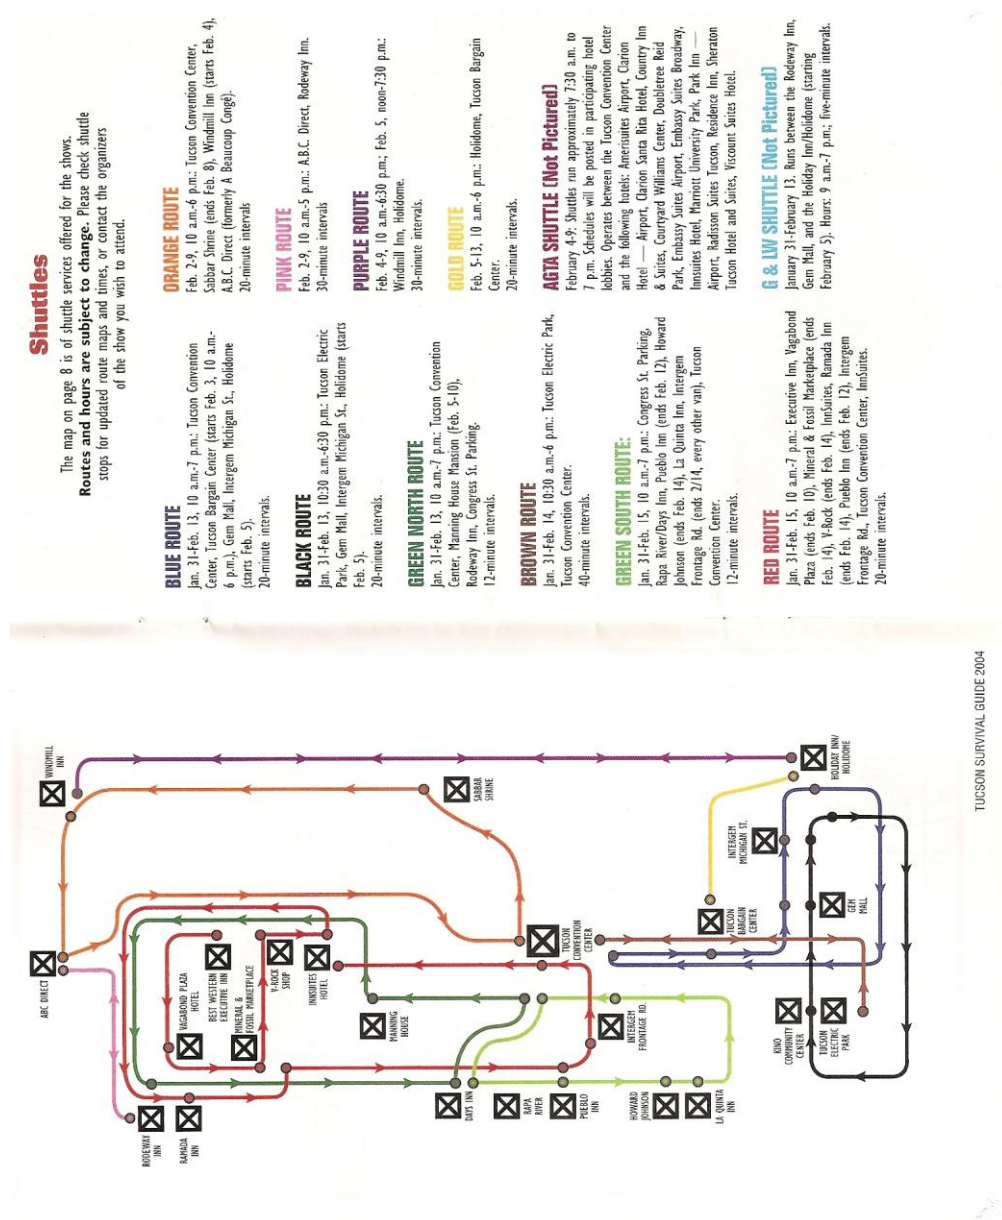 Shuttles
The map on page 8 is of shuttle services offered for the shows.
Routes and hours are subject to change. Please check shuttle
stops for updated route maps and times, or contact the organizers
of the show you wish to attend.
BLUE ROUTE
Jan. 31-Feb. 13, 10 a.m.-7 p.m.: Tucson Convention
Center, Tucson Bargain Center (starts Feb. 3, 10 a.m.-
6 p.m.), Gem Mall, Intergem Michigan St., Holidome
(starts Feb. 5).
20-minute intervals.
BLACK ROUTE
Jan. 31-Feb. 13, 10:30 a.m.-6:30 p.m.: Tucson Electric
Park, Gem Mall, Intergem Michigan St., Holidome (starts
Feb. 5).
20-minute intervals.
GREEN NORTH ROUTE
Jan. 31-Feb. 13, 10 a.m.-7 p.m.: Tucson Convention
Center, Manning House Mansion (Feb. 5-10),
Rodeway Inn, Congress St. Parking.
12-minute intervals.
BROWN ROUTE
Jan. 31-Feb. 14, 10:30 a.m.-6 p.m.: Tucson Electric Park,
Tucson Convention Center.
40-minute intervals.
GREEN SOUTH ROUTE:
Jan. 31-Feb. 15, 10 a.m.-7 p.m.: Congress St. Parking,
Rapa River/Days Inn, Pueblo Inn (ends Feb. 12), Howard
Johnson (ends Feb. 14), La Quinta Inn, Intergem
Frontage Rd. (ends 2/14, every other van), Tucson
Convention Center.
12-minute intervals.
RED ROUTE
Jan. 31-Feb. 15, 10 a.m.-7 p.m.: Executive Inn, Vagabond
Plaza (ends Feb. 10), Mineral & Fossil Marketplace (ends
Feb. 14), V-Rock (ends Feb. 14), InnSuites, Ramada Inn
(ends Feb. 14), Pueblo Inn (ends Feb. 12), Intergem
Frontage Rd., Tucson Convention Center, InnSuites.
20-minute intervals.
ORANGE ROUTE
Feb. 2-9, 10 a.m.-6 p.m.: Tucson Convention Center,
Sabbar Shrine (ends Feb. 8), Windmill Inn (starts Feb. 4),
A.B.C. Direct (formerly A Beaucoup Congé).
20-minute intervals
PINK ROUTE
Feb. 2-9, 10 a.m.-5 p.m.: A.B.C. Direct, Rodeway Inn.
30-minute intervals
PURPLE ROUTE
Feb. 4-9, 10 a.m.-6:30 p.m.; Feb. 5, noon-7:30 p.m.:
Windmill Inn, Holidome.
30-minute intervals.
GOLD ROUTE
Feb. 5-13, 10 a.m.-6 p.m.: Holidome, Tucson Bargain
Center.
20-minute intervals.
AGTA SHUTTLE (Not Pictured)
February 4-9: Shuttles run approximately 7:30 a.m. to
7 p.m. Schedules will be posted in participating hotel
lobbies. Operates between the Tucson Convention Center
and the following hotels: Amerisuites Airport, Clarion
Hotel — Airport, Clarion Santa Rita Hotel, Country Inn
& Suites, Courtyard Williams Center, Doubletree Reid
Park, Embassy Suites Airport, Embassy Suites Broadway,
Innsuites Hotel, Marriott University Park, Park Inn —
Airport, Radisson Suites Tucson, Residence Inn, Sheraton
Tucson Hotel and Suites, Viscount Suites Hotel.
G & LW SHUTTLE (Not Pictured)
January 31-February 13. Runs between the Rodeway Inn,
Gem Mall, and the Holiday Inn/Holidome (starting
February 5). Hours: 9 a.m.-7 p.m.; five-minute intervals.
WINDMILL
INN
ABC DIRECT
SABBAR
SHRINE
HOLIDAY INN/
HOLIDOME
INTERGEM
MICHIGAN ST.
TUCSON
BARGAIN
CENTER
GEM
MALL
TUCSON
CONVENTION
CENTER
VAGABOND PLAZA
HOTEL
BEST WESTERN
EXECUTIVE INN
MINERAL &
FOSSIL MARKETPLACE
V-ROCK
SHOP
INNSUITES
HOTEL
MANNING
HOUSE
INTERGEM
FRONTAGE RD.
KINO
COMMUNITY
CENTER
TUCSON
ELECTRIC
PARK
RODEWAY
INN
RAMADA
INN
DAYS INN
RAPA
RIVER
PUEBLO
INN
HOWARD
JOHNSON
LA QUINTA
INN
TUCSON SURVIVAL GUIDE 2004